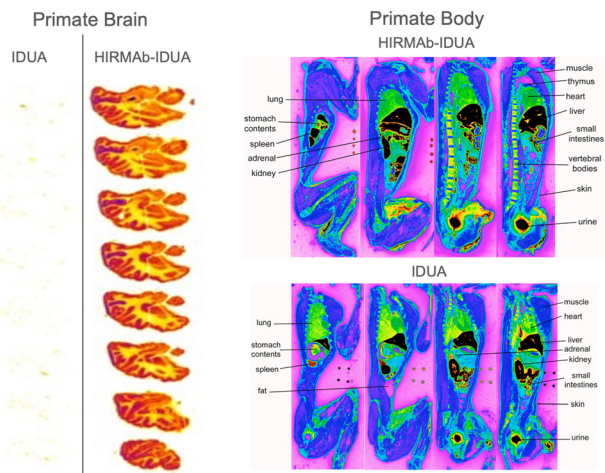 Primate Brain
IDUA
HIRMAb-IDUA
Primate Body
HIRMAb-IDUA
lung
stomach
contents
spleen
adrenal
kidney
muscle
thymus
heart
liver
small
intestines
vertebral
bodies
skin
urine
IDUA
lung
stomach
contents
spleen
fat
muscle
heart
liver
adrenal
kidney
small
intestines
skin
urine